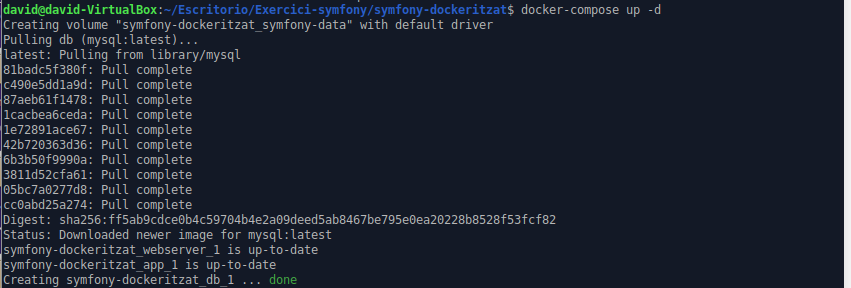 david@david-VirtualBox:~/Escritorio/Exercici-symfony/symfony-dockeritzat$ docker-compose up -d
Creating volume "symfony-dockeritzat_symfony-data" with default driver
Pulling db (mysql:latest)...
latest: Pulling from library/mysql
81badc5f380f: Pull complete
c490e5dd1a9d: Pull complete
87aeb61f1478: Pull complete
1cacbea6ceda: Pull complete
1e72891ace67: Pull complete
42b720363d36: Pull complete
6b3b50f9990a: Pull complete
3811d52cfa61: Pull complete
05bc7a0277d8: Pull complete
cc0abd25a274: Pull complete
Digest: sha256:ff5ab9cdce0b4c59704b4e2a09deed5ab8467be795e0ea20228b8528f53fcf82
Status: Downloaded newer image for mysql:latest
symfony-dockeritzat_webserver_1 is up-to-date
symfony-dockeritzat_app_1 is up-to-date
Creating symfony-dockeritzat_db_1 ... done